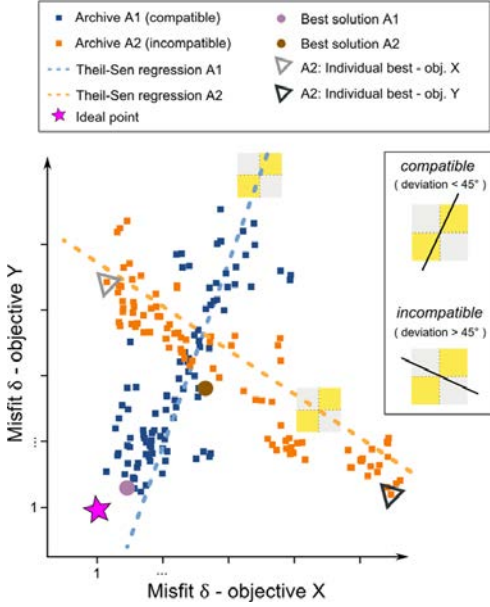 Archive A1 (compatible)
Archive A2 (incompatible)
Theil-Sen regression A1
Theil-Sen regression A2
Ideal point
Best solution A1
Best solution A2
A2: Individual best - obj. X
A2: Individual best - obj. Y
compatible
( deviation < 45° )
incompatible
( deviation > 45° )
Misfit δ - objective Y
...
1
1
...
Misfit δ - objective X